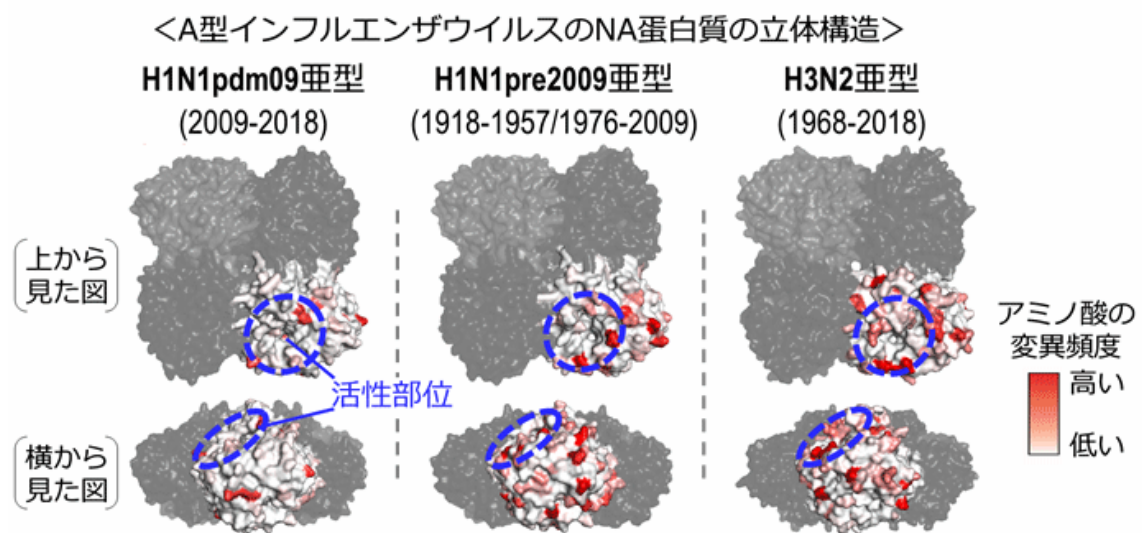 <A型インフルエンザウイルスのNA蛋白質の立体構造>
H1N1pdm09亜型
(2009-2018)
H1N1pre2009亜型
(1918-1957/1976-2009)
H3N2亜型
(1968-2018)
上から
見た図
活性部位
横から
見た図
アミノ酸の
変異頻度
高い
低い